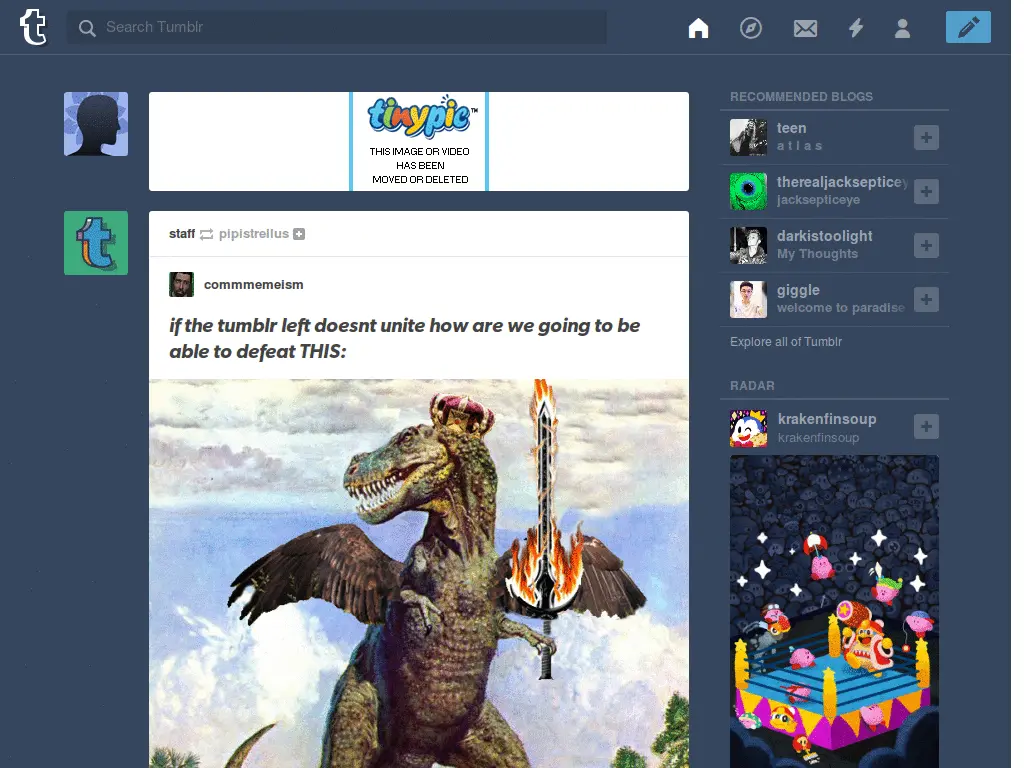 t
Search Tumblr
tinypic™
THIS IMAGE OR VIDEO
HAS BEEN
MOVED OR DELETED
staff pipistrellus
commmemeism
if the tumblr left doesnt unite how are we going to be
able to defeat THIS:
RECOMMENDED BLOGS
teen
a t l a s
therealjacksepticey
jacksepticeye
darkistoolight
My Thoughts
giggle
welcome to paradise
Explore all of Tumblr
RADAR
krakenfinsoup
krakenfinsoup